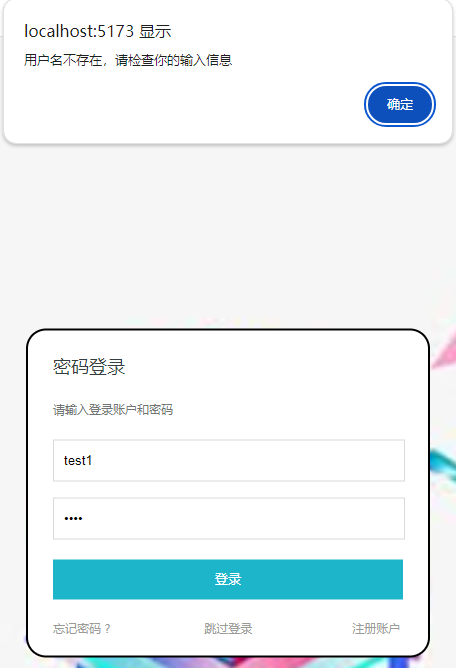 localhost:5173 显示
用户名不存在，请检查你的输入信息
确定
密码登录
请输入登录账户和密码
test1
••••
登录
忘记密码？ 跳过登录 注册账户